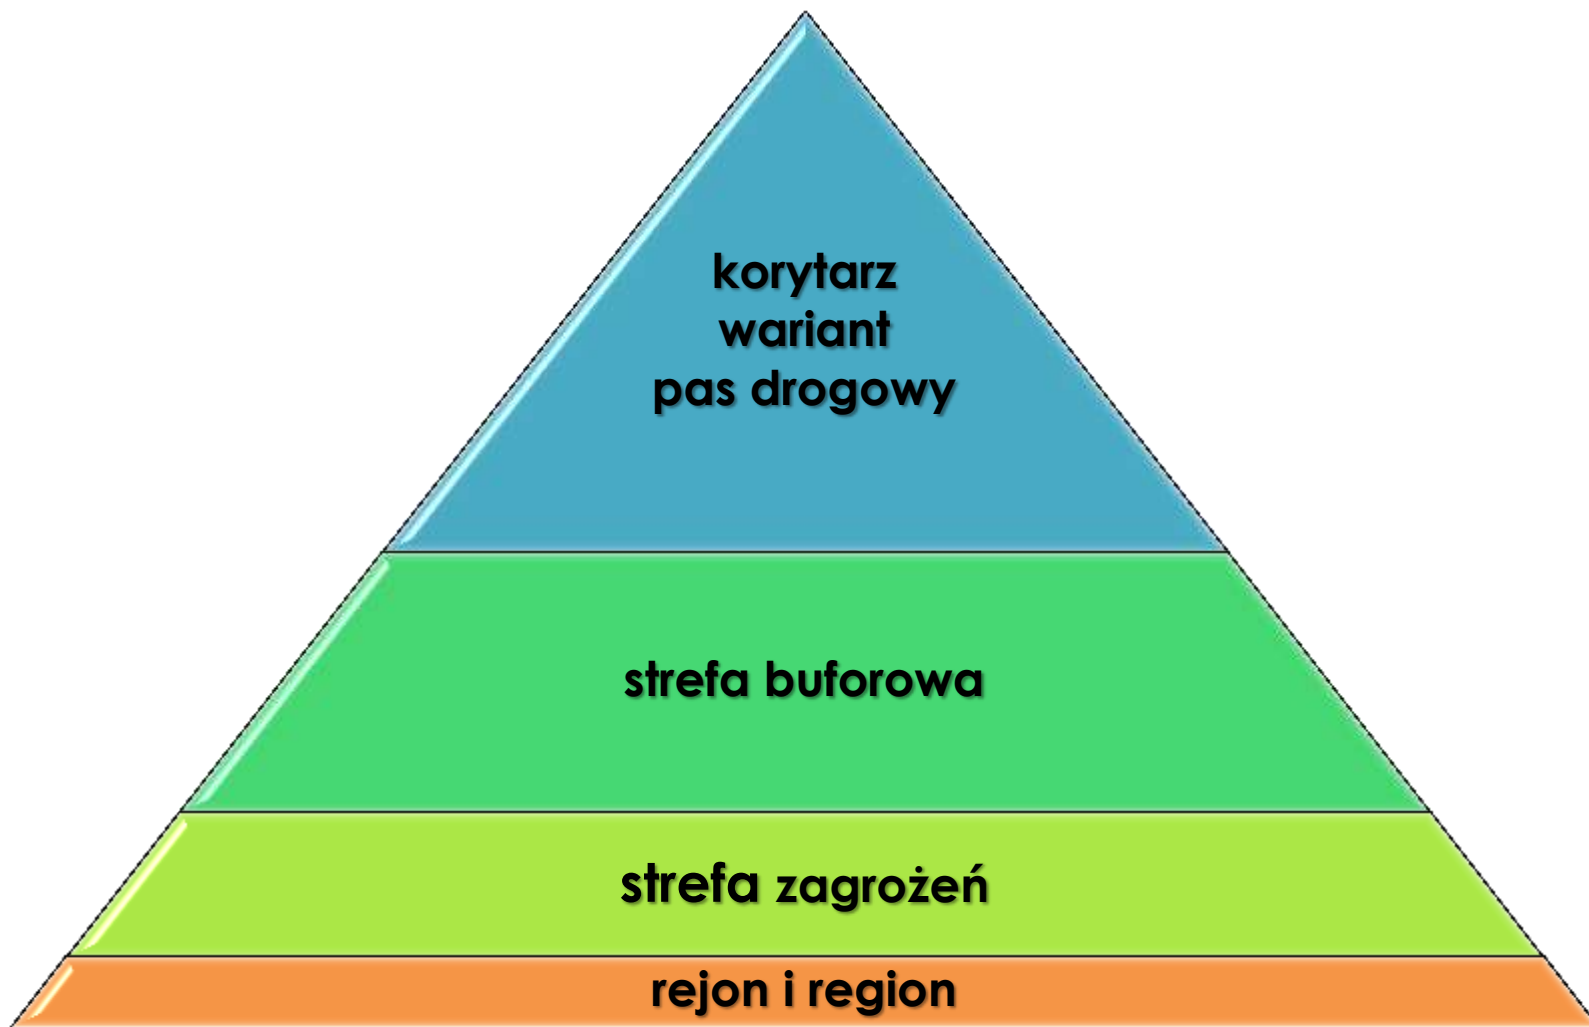 korytarz
wariant
pas drogowy
strefa buforowa
strefa zagrożeń
rejon i region